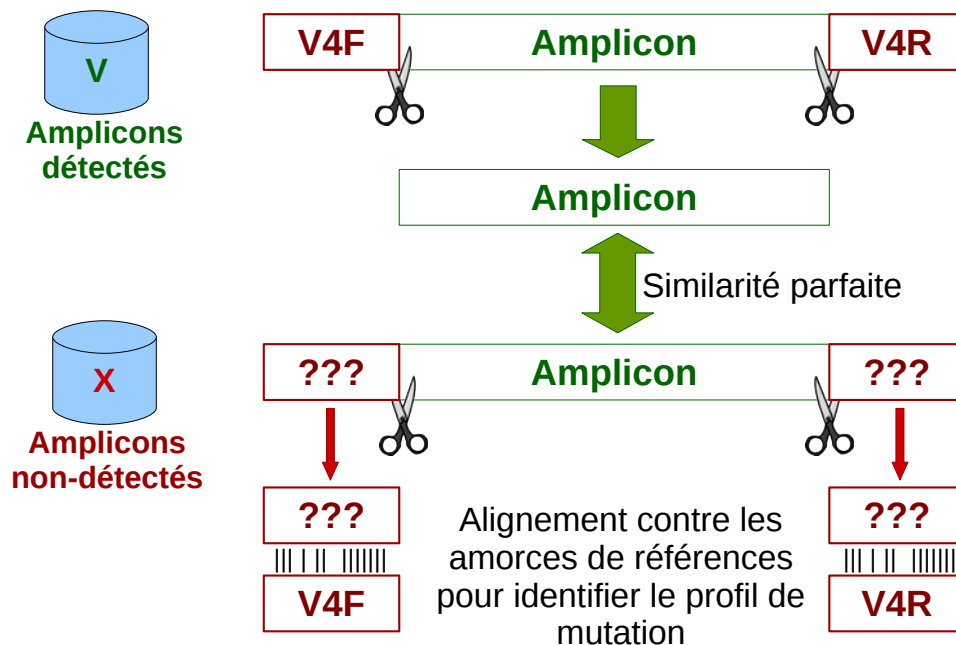 V4F
Amplicon
V4R
V
Amplicons
détectés
Amplicon
Similarité parfaite
???
Amplicon
???
X
Amplicons
non-détectés
???
???
Alignement contre les
amorces de références
pour identifier le profil de
mutation
V4F
V4R